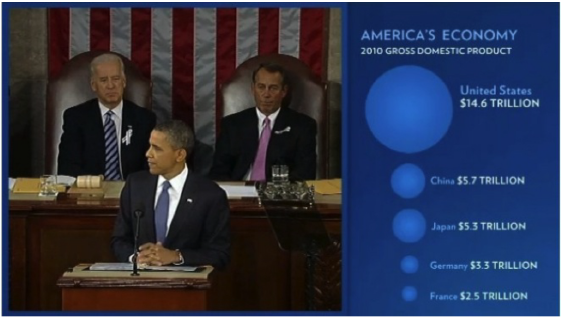 AMERICA'S ECONOMY
2010 GROSS DOMESTIC PRODUCT
United States
$14.6 TRILLION
China $5.7 TRILLION
Japan $5.3 TRILLION
Germany $3.3 TRILLION
France $2.5 TRILLION